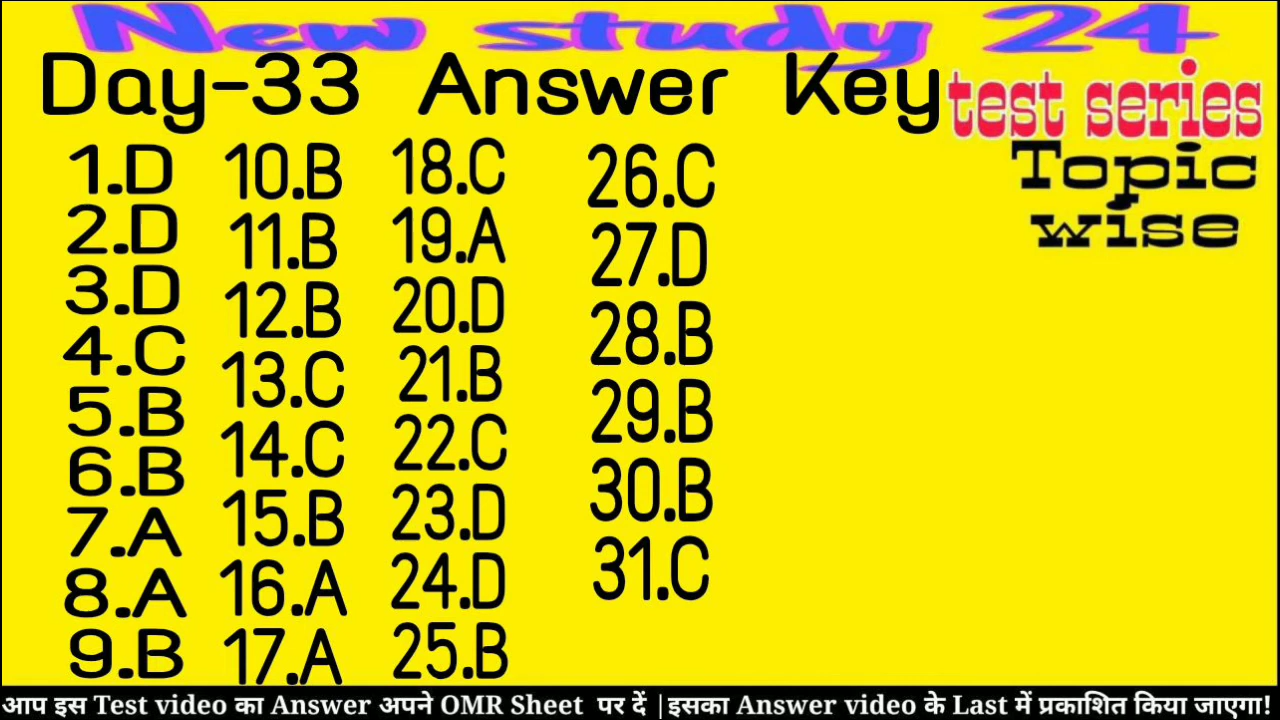 New study 24
Day-33 Answer Key
test series
Topic
wise
1.D
2.D
3.D
4.C
5.B
6.B
7.A
8.A
9.B
10.B
11.B
12.B
13.C
14.C
15.B
16.A
17.A
18.C
19.A
20.D
21.B
22.C
23.D
24.D
25.B
26.C
27.D
28.B
29.B
30.B
31.C
आप इस Test video का Answer अपने OMR Sheet पर दें |इसका Answer video के Last में प्रकाशित किया जाएगा!